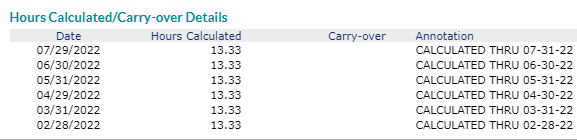 Hours Calculated/Carry-over Details
Date Hours Calculated Carry-over Annotation
07/29/2022 13.33 CALCULATED THRU 07-31-22
06/30/2022 13.33 CALCULATED THRU 06-30-22
05/31/2022 13.33 CALCULATED THRU 05-31-22
04/29/2022 13.33 CALCULATED THRU 04-30-22
03/31/2022 13.33 CALCULATED THRU 03-31-22
02/28/2022 13.33 CALCULATED THRU 02-28-22